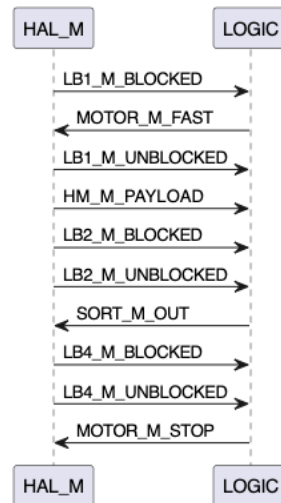 HAL_M LOGIC
LB1_M_BLOCKED
MOTOR_M_FAST
LB1_M_UNBLOCKED
HM_M_PAYLOAD
LB2_M_BLOCKED
LB2_M_UNBLOCKED
SORT_M_OUT
LB4_M_BLOCKED
LB4_M_UNBLOCKED
MOTOR_M_STOP
HAL_M LOGIC